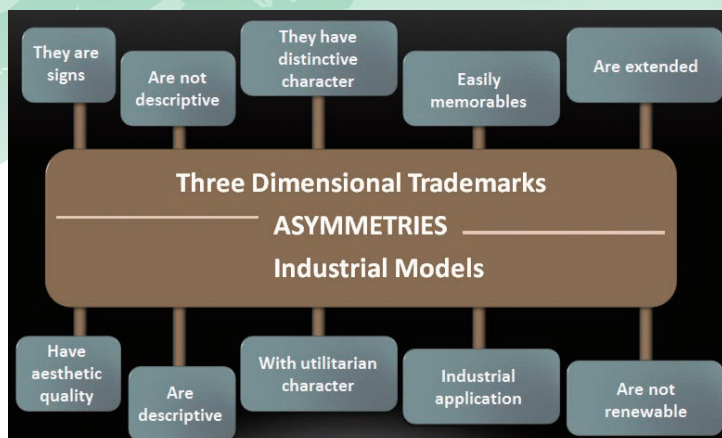 They are
signs
Are not
descriptive
They have
distinctive
character
Easily
memorables
Are extended
Three Dimensional Trademarks
ASYMMETRIES
Industrial Models
Have
aesthetic
quality
Are
descriptive
With utilitarian
character
Industrial
application
Are not
renewable